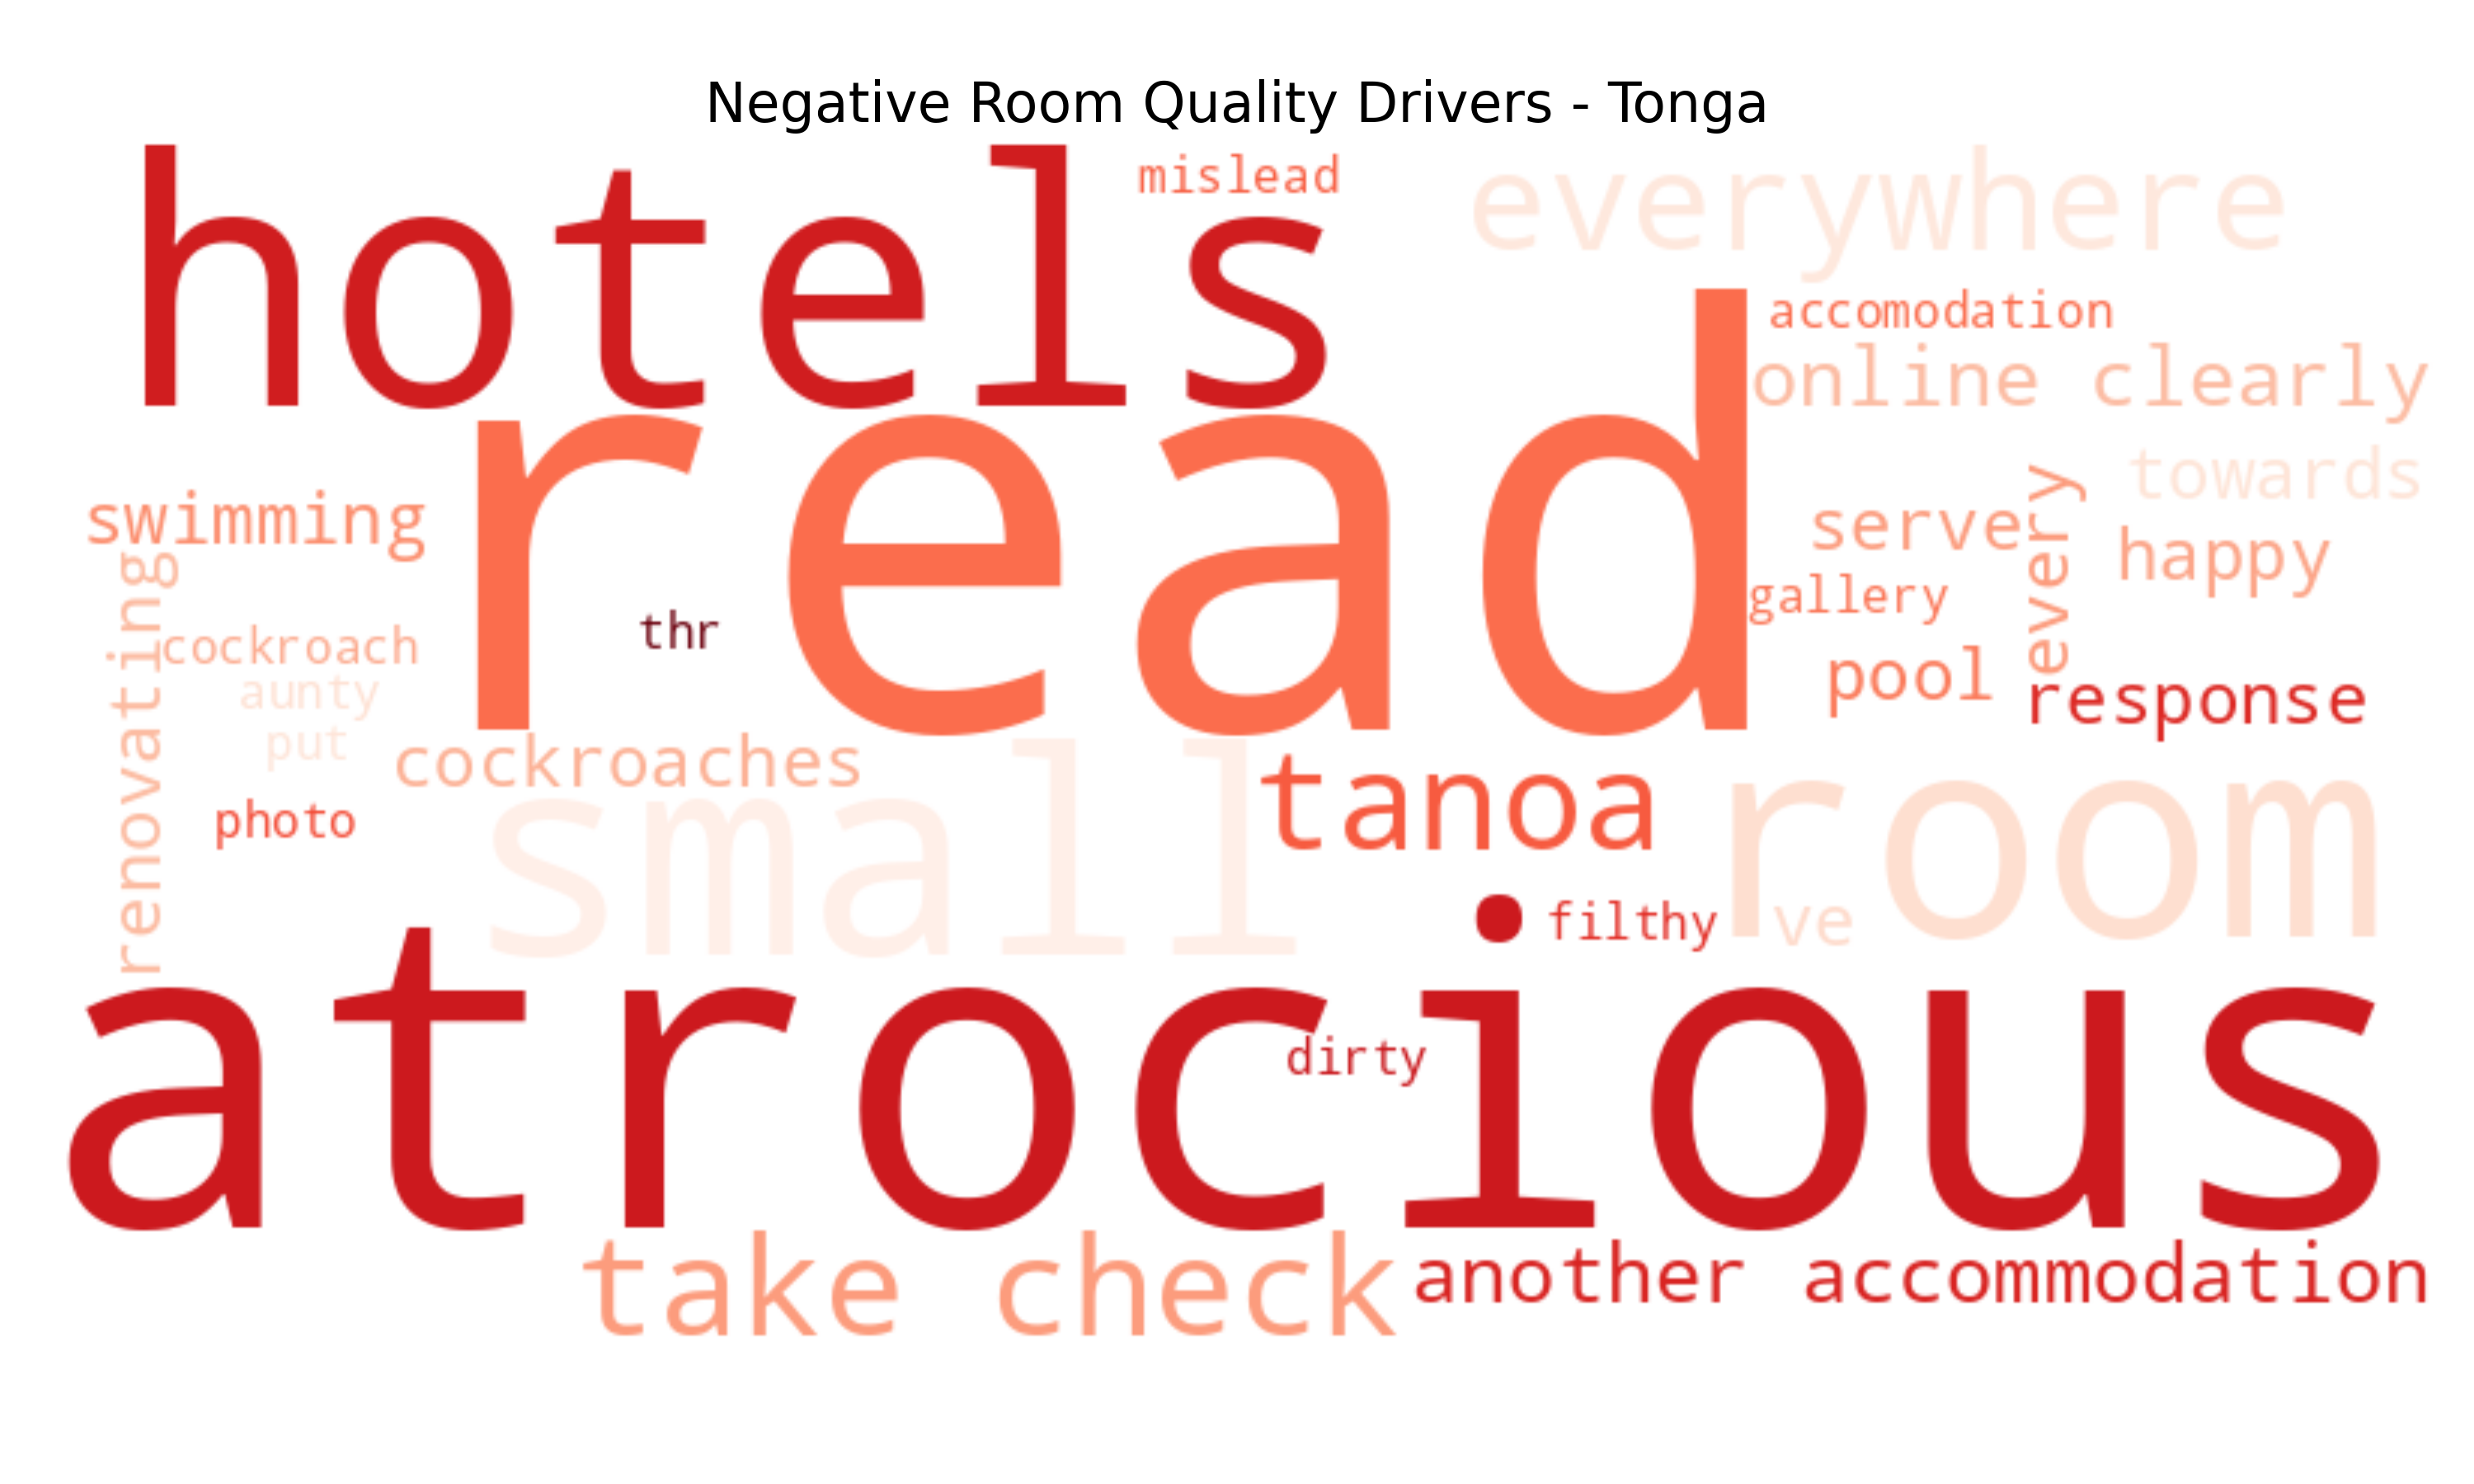 Negative Room Quality Drivers - Tonga
hotels
mislead
everywhere
accomodation
online clearly
read
towards
swimming
serve
every
happy
renovating
gallery
thr
cockroach
pool
aunty
response
put
cockroaches
small
tanoa
room
photo
filthy
ve
atrocious
dirty
take check
another accommodation